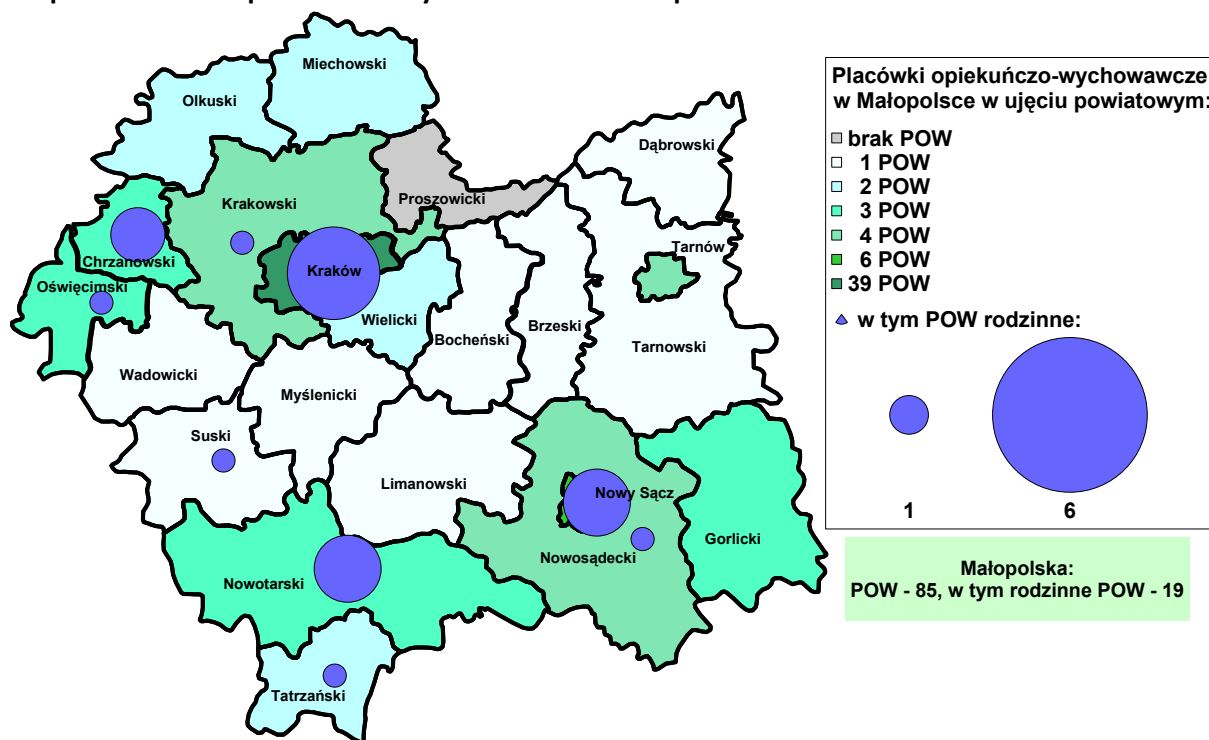 Miechowski
Olkuski
Dąbrowski
Krakowski
Proszowicki
Tarnów
Chrzanowski
Kraków
Oświęcimski
Wielicki
Bocheński
Brzeski
Tarnowski
Wadowicki
Myślenicki
Suski
Limanowski
Nowy Sącz
Gorlicki
Nowosądecki
Nowotarski
Tatrzański
Placówki opiekuńczo-wychowawcze
w Małopolsce w ujęciu powiatowym:
brak POW
1 POW
2 POW
3 POW
4 POW
6 POW
39 POW
w tym POW rodzinne:
1 6
Małopolska:
POW - 85, w tym rodzinne POW - 19